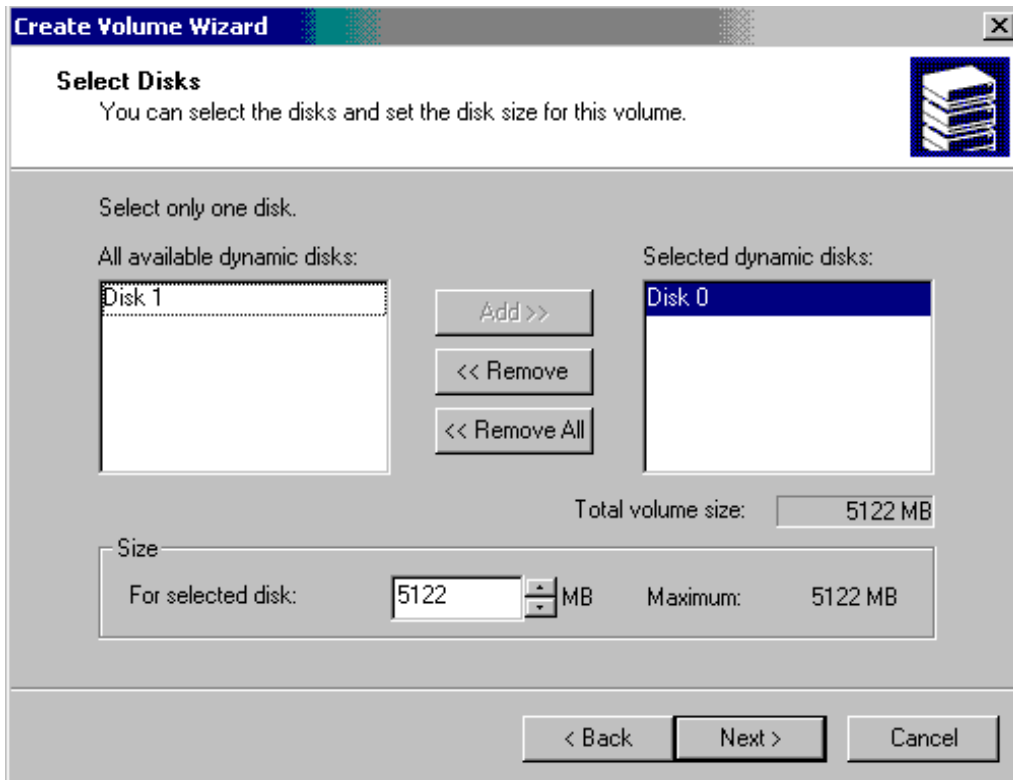 Create Volume Wizard
Select Disks
You can select the disks and set the disk size for this volume.
Select only one disk.
All available dynamic disks:
Selected dynamic disks:
Disk 1
Add >>
Disk 0
<< Remove
<< Remove All
Total volume size: 5122 MB
Size
For selected disk: 5122 MB Maximum: 5122 MB
< Back Next > Cancel